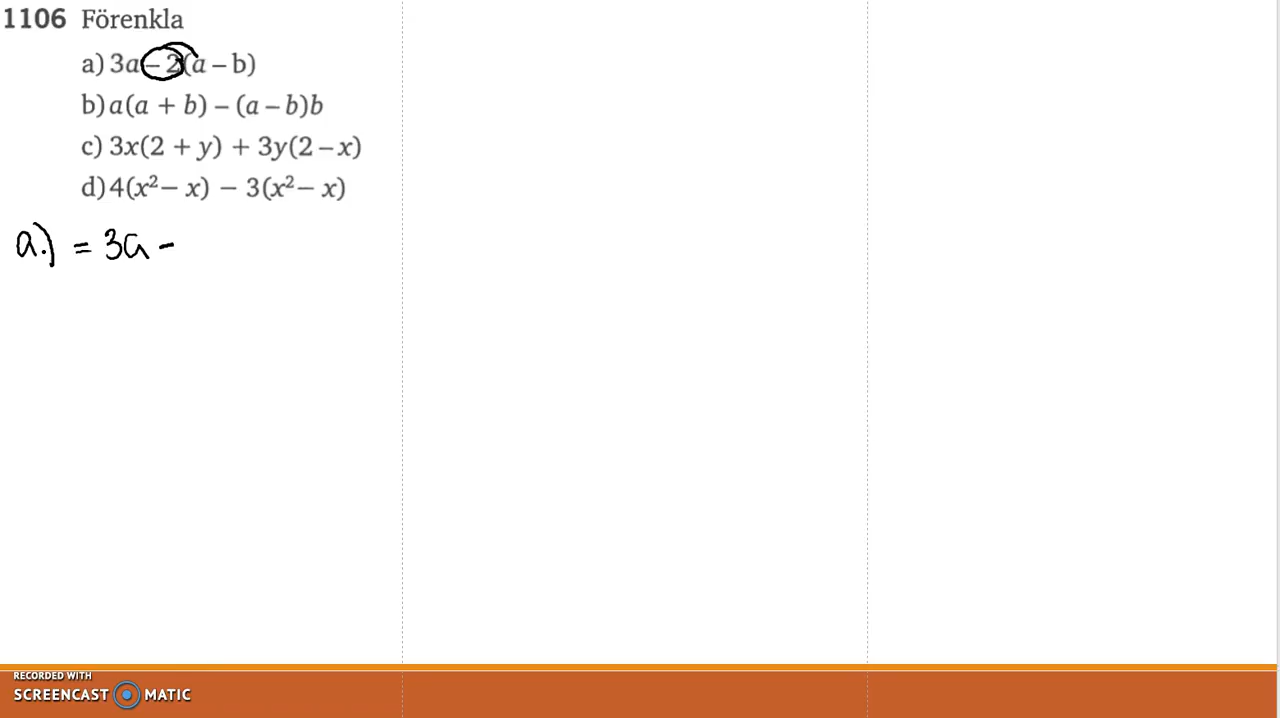 1106 Förenkla
a) 3a – 2(a – b)
b) a(a + b) – (a – b)b
c) 3x(2 + y) + 3y(2 – x)
d) 4(x² – x) – 3(x² – x)
a.) = 3a –
RECORDED WITH
SCREENCAST MATIC